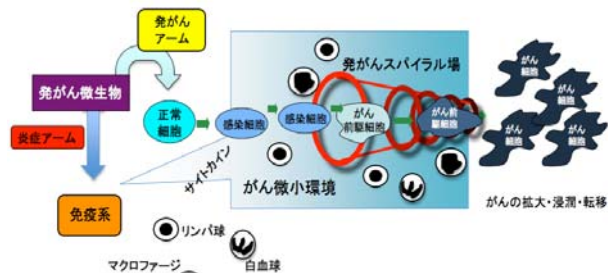 発がん
アーム
発がん微生物
炎症アーム
免疫系
正常
細胞
感染細胞
感染細胞
サイトカイン
がん微小環境
発がんスパイラル場
がん
前駆細胞
がん前
駆細胞
がん
細胞
がん
細胞
がん
細胞
がん
細胞
がん
細胞
がんの拡大・浸潤・転移
リンパ球
マクロファージ
白血球